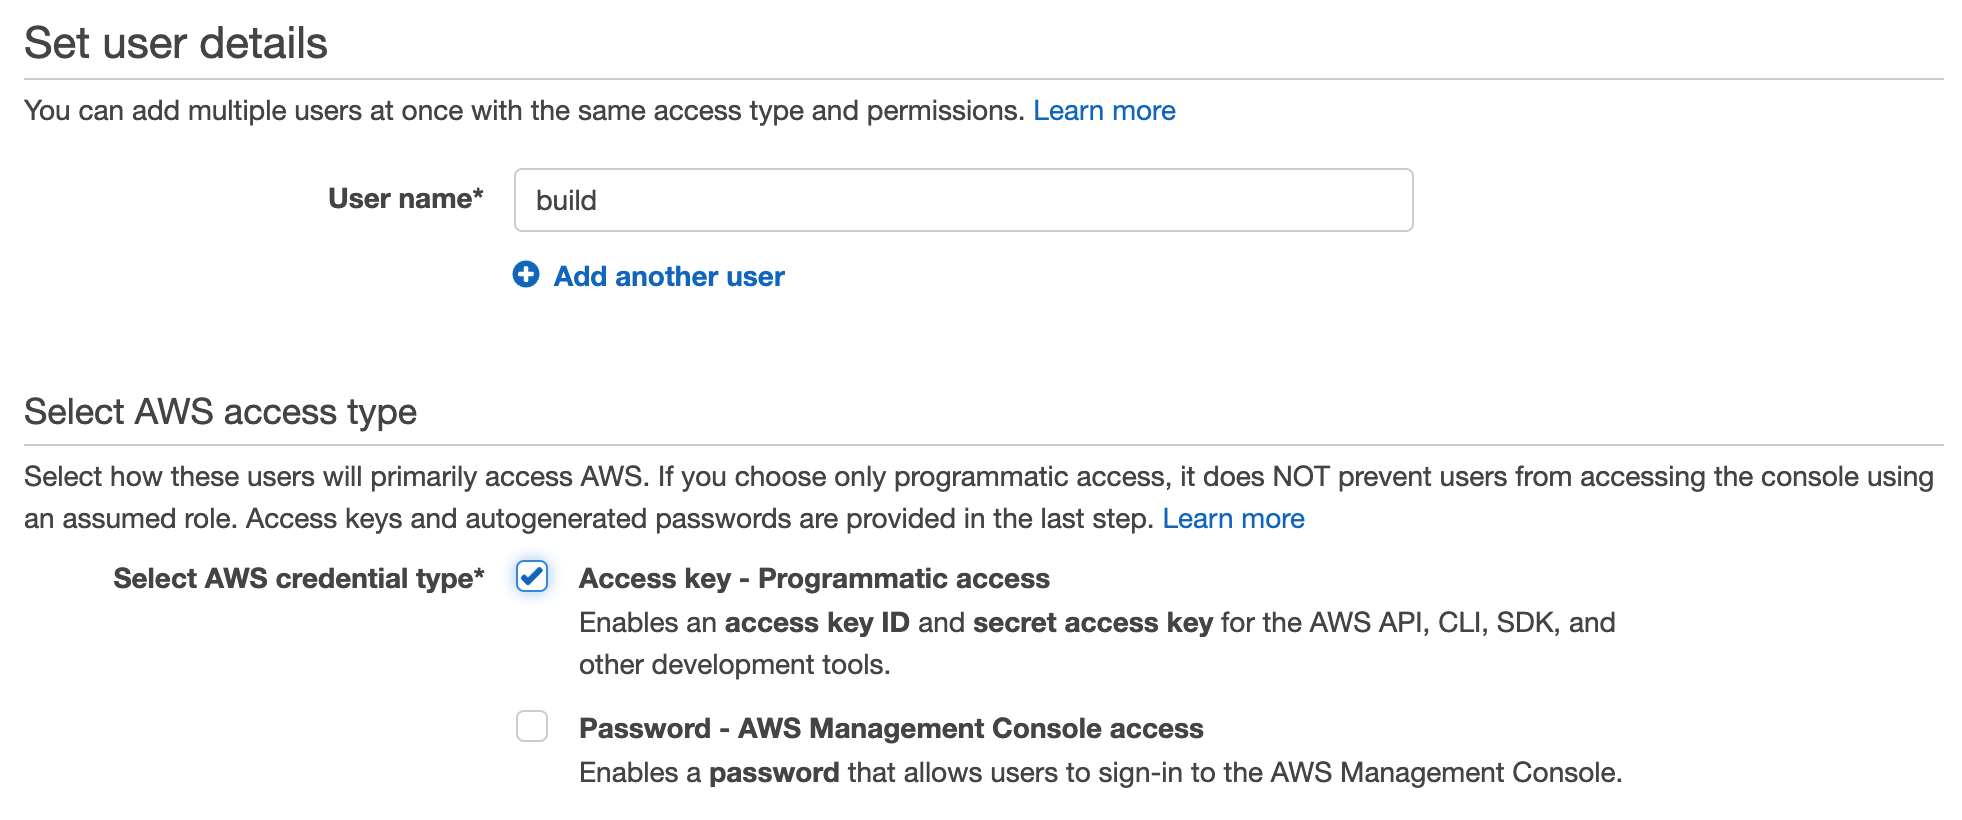 Set user details
You can add multiple users at once with the same access type and permissions. Learn more
User name* build
Add another user
Select AWS access type
Select how these users will primarily access AWS. If you choose only programmatic access, it does NOT prevent users from accessing the console using
an assumed role. Access keys and autogenerated passwords are provided in the last step. Learn more
Select AWS credential type* Access key - Programmatic access
Enables an access key ID and secret access key for the AWS API, CLI, SDK, and
other development tools.
Password - AWS Management Console access
Enables a password that allows users to sign-in to the AWS Management Console.